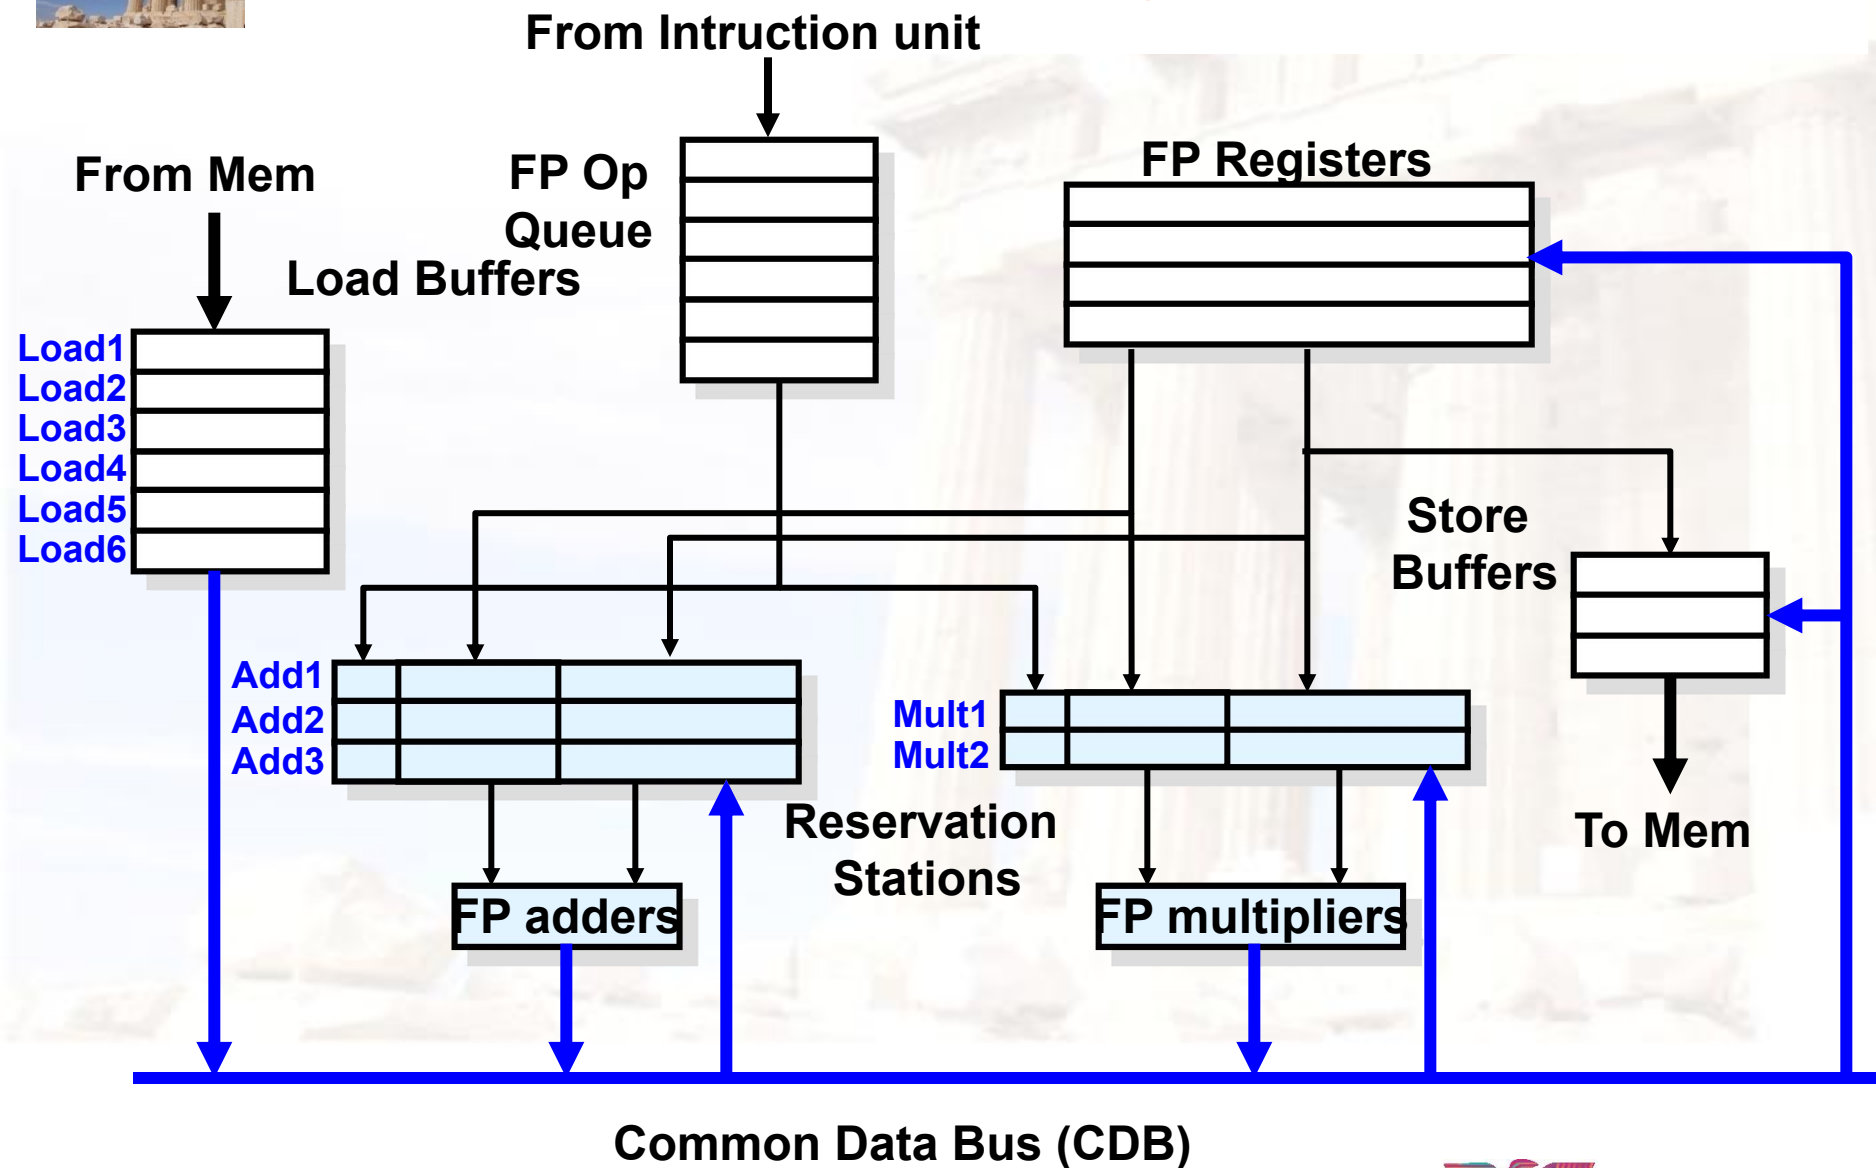 From Intruction unit
From Mem
FP Op
Queue
FP Registers
Load Buffers
Load1
Load2
Load3
Load4
Load5
Load6
Store
Buffers
Add1
Add2
Add3
Mult1
Mult2
Reservation
Stations
To Mem
FP adders
FP multipliers
Common Data Bus (CDB)